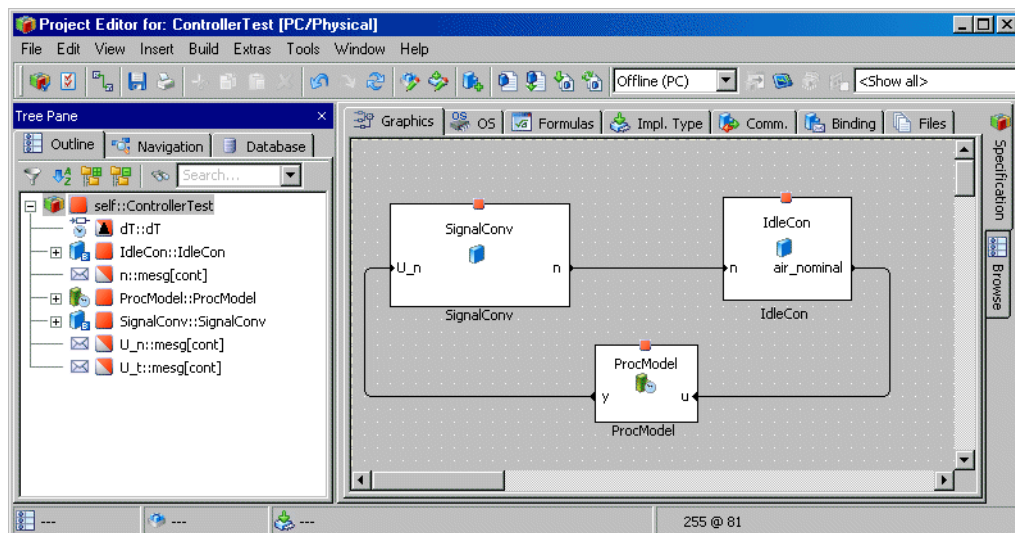 Project Editor for: ControllerTest [PC/Physical]
File Edit View Insert Build Extras Tools Window Help
Offline (PC)
<Show all>
Tree Pane
Outline Navigation Database
Search...
self::ControllerTest
dT::dT
IdleCon::IdleCon
n::mesg[cont]
ProcModel::ProcModel
SignalConv::SignalConv
U_n::mesg[cont]
U_t::mesg[cont]
Graphics OS OS Formulas Impl. Type Comm. Binding Files
SignalConv
U_n n
SignalConv
IdleCon
n air_nominal
IdleCon
ProcModel
y u
ProcModel
Specification
Browse
--- --- --- 255 @ 81